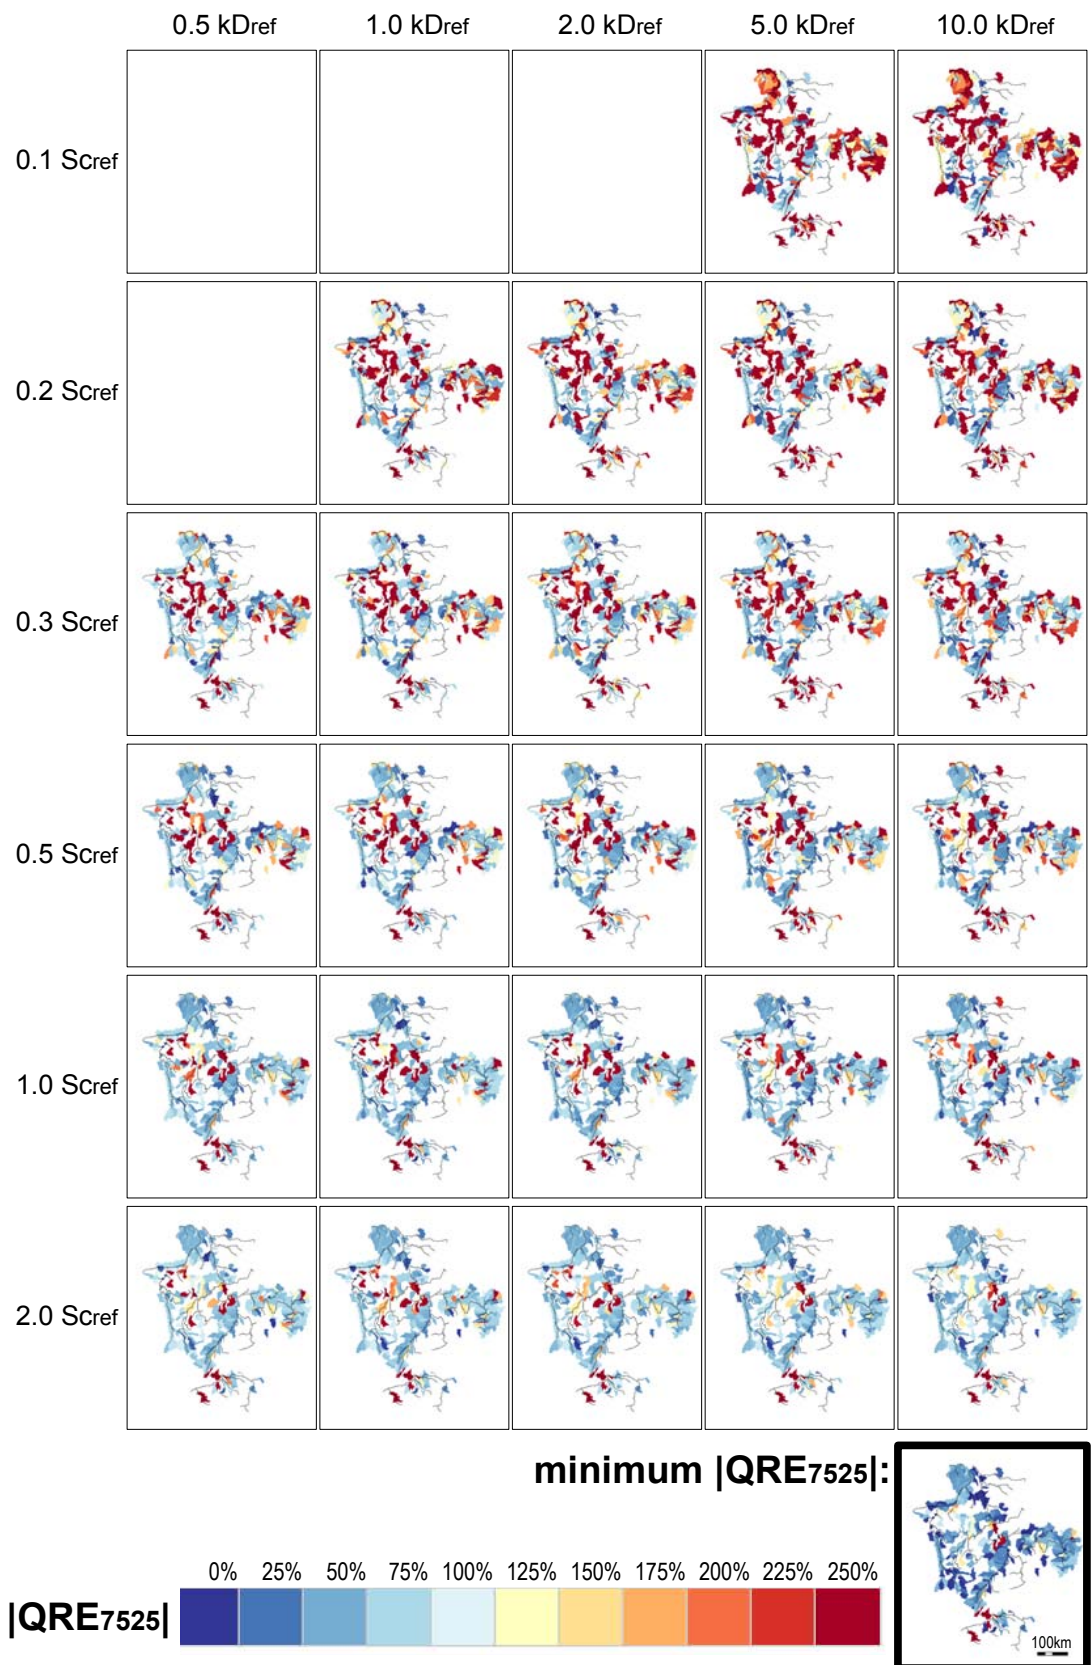 0.5 kDref 1.0 kDref 2.0 kDref 5.0 kDref 10.0 kDref
0.1 Scref
0.2 Scref
0.3 Scref
0.5 Scref
1.0 Scref
2.0 Scref
minimum |QRE7525|:
0% 25% 50% 75% 100% 125% 150% 175% 200% 225% 250%
|QRE7525|
100km